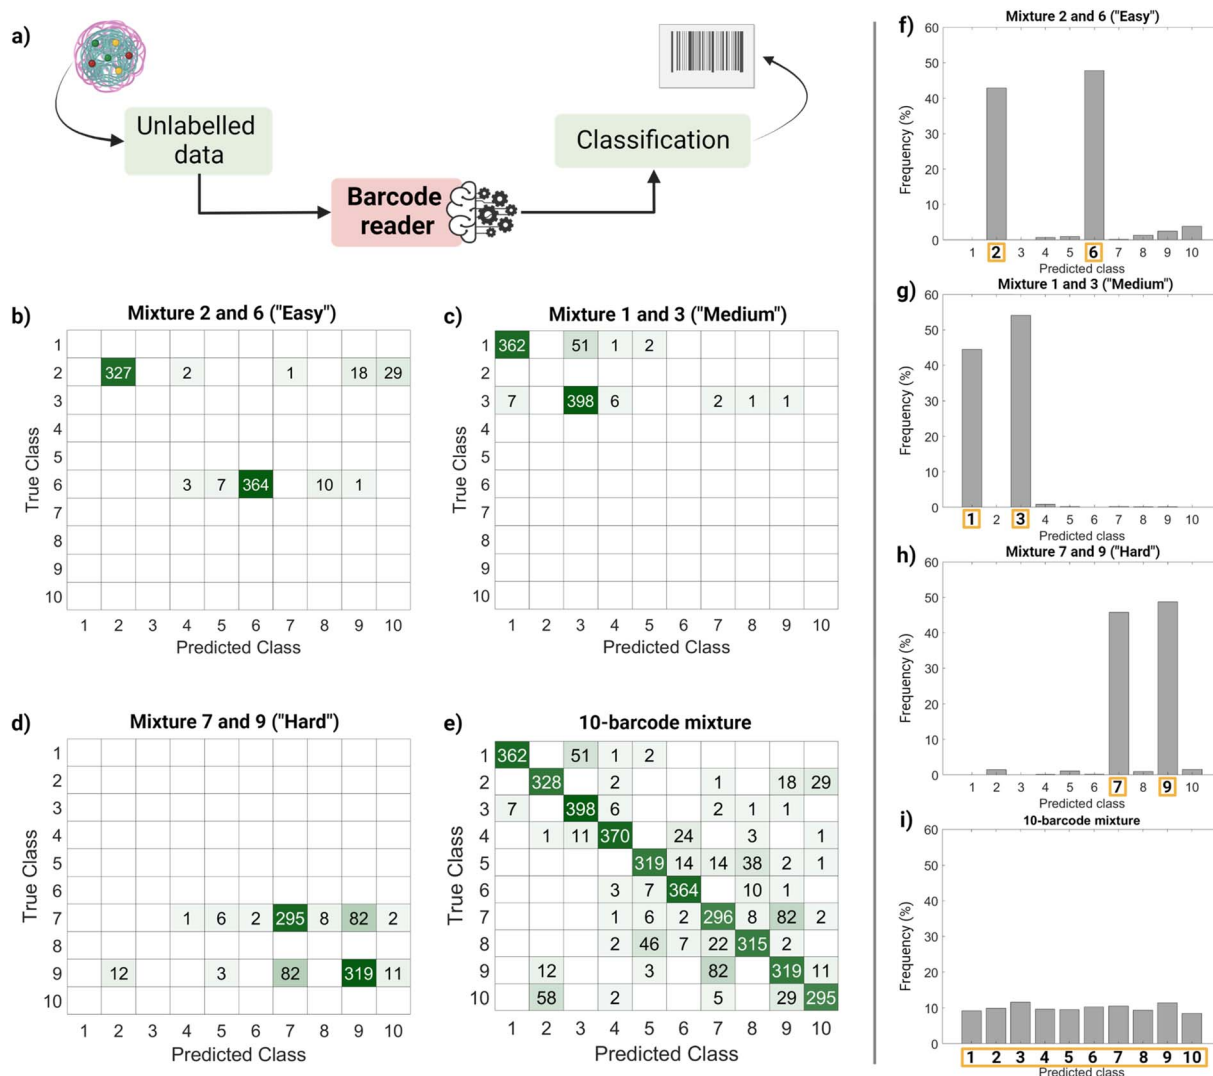 a)
Unlabelled
data
Barcode
reader
Classification
b)
Mixture 2 and 6 ("Easy")
True Class
1
2 327 2 1 18 29
3
4
5
6 3 7 364 10 1
7
8
9
10
1 2 3 4 5 6 7 8 9 10
Predicted Class
c)
Mixture 1 and 3 ("Medium")
True Class
1 362 51 1 2
2
3 7 398 6 2 1 1
4
5
6
7
8
9
10
1 2 3 4 5 6 7 8 9 10
Predicted Class
d)
Mixture 7 and 9 ("Hard")
True Class
1
2
3
4
5
6
7 1 6 2 295 8 82 2
8
9 12 3 82 319 11
10
1 2 3 4 5 6 7 8 9 10
Predicted Class
e)
10-barcode mixture
True Class
1 362 51 1 2
2 328 2 1 18 29
3 7 398 6 2 1 1
4 1 11 370 24 3 1
5 319 14 14 38 2 1
6 3 7 364 10 1
7 1 6 2 296 8 82 2
8 2 46 7 22 315 2
9 12 3 82 319 11
10 58 2 5 29 295
1 2 3 4 5 6 7 8 9 10
Predicted Class
f)
Mixture 2 and 6 ("Easy")
Frequency (%)
60
50
40
30
20
10
0
1 2 3 4 5 6 7 8 9 10
Predicted class
g)
Mixture 1 and 3 ("Medium")
Frequency (%)
60
50
40
30
20
10
0
1 2 3 4 5 6 7 8 9 10
Predicted class
h)
Mixture 7 and 9 ("Hard")
Frequency (%)
60
50
40
30
20
10
0
1 2 3 4 5 6 7 8 9 10
Predicted class
i)
10-barcode mixture
Frequency (%)
60
50
40
30
20
10
0
1 2 3 4 5 6 7 8 9 10
Predicted class